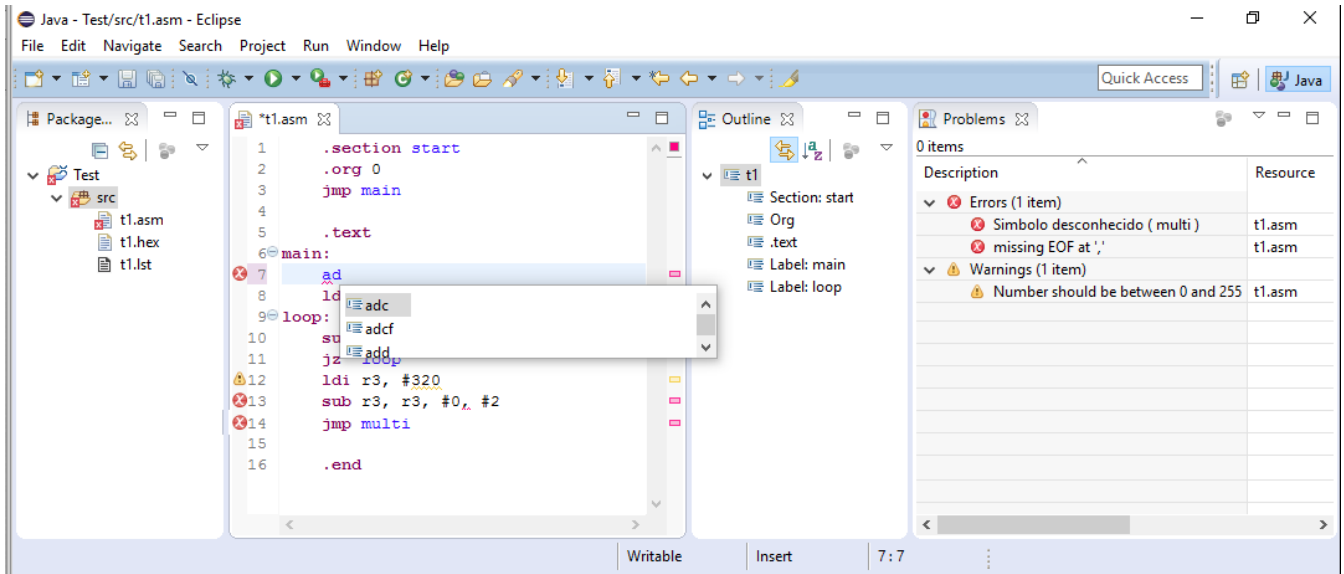 Java - Test/src/t1.asm - Eclipse
File Edit Navigate Search Project Run Window Help
Quick Access
Java
Package...
Test
src
t1.asm
t1.hex
t1.lst
*t1.asm
1 .section start
2 .org 0
3 jmp main
4
5 .text
6 main:
7 ad
8 ld
9 loop:
10 su
11 jz loop
12 ldi r3, #320
13 sub r3, r3, #0, #2
14 jmp multi
15
16 .end
adc
adcf
add
Outline
t1
Section: start
Org
.text
Label: main
Label: loop
Problems
0 items
Description Resource
Errors (1 item)
Simbolo desconhecido ( multi ) t1.asm
missing EOF at ',' t1.asm
Warnings (1 item)
Number should be between 0 and 255 t1.asm
Writable Insert 7 : 7